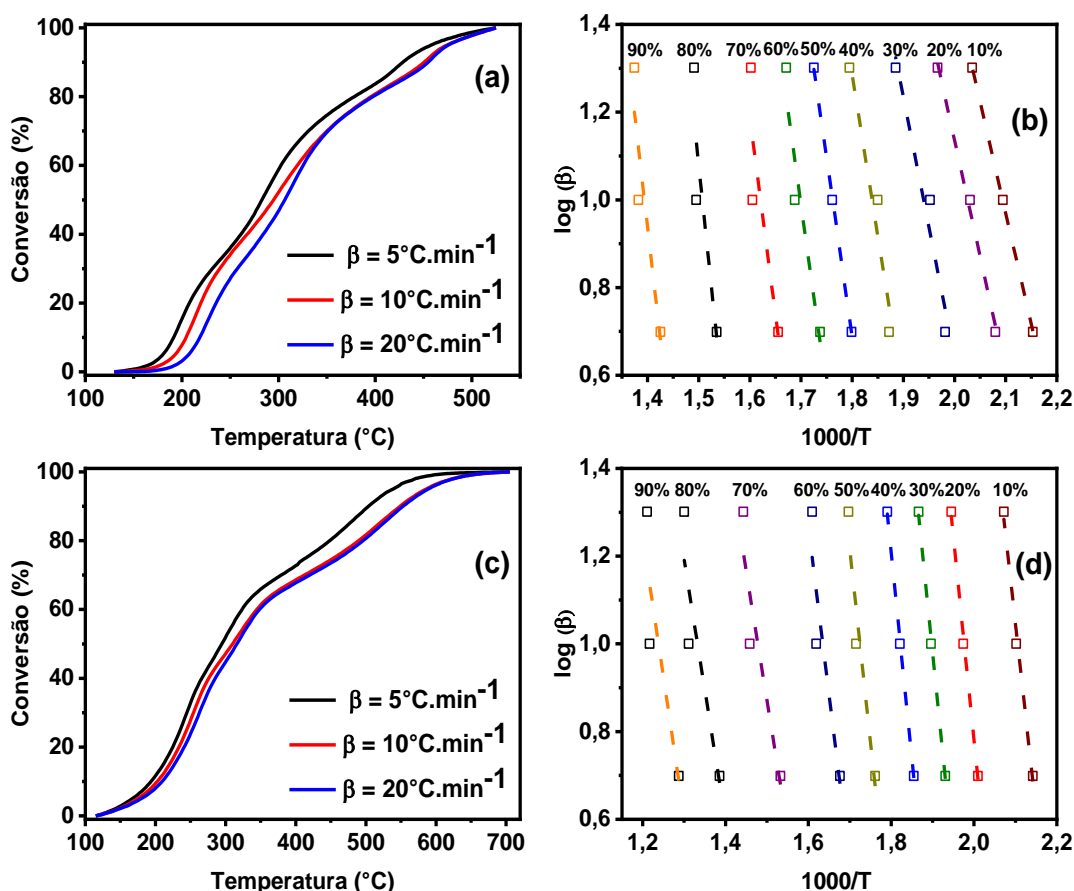 100
80
60
40
20
0
Conversão (%)
(a)
β = 5°C.min⁻¹
β = 10°C.min⁻¹
β = 20°C.min⁻¹
100 200 300 400 500
Temperatura (°C)
1,4
1,2
1,0
0,8
0,6
log (β)
90% 80% 70% 60% 50% 40% 30% 20% 10%
(b)
1,4 1,5 1,6 1,7 1,8 1,9 2,0 2,1 2,2
1000/T
100
80
60
40
20
0
Conversão (%)
(c)
β = 5°C.min⁻¹
β = 10°C.min⁻¹
β = 20°C.min⁻¹
100 200 300 400 500 600 700
Temperatura (°C)
1,4
1,2
1,0
0,8
0,6
log (β)
90% 80% 70% 60% 50% 40% 30% 20% 10%
(d)
1,2 1,4 1,6 1,8 2,0 2,2
1000/T